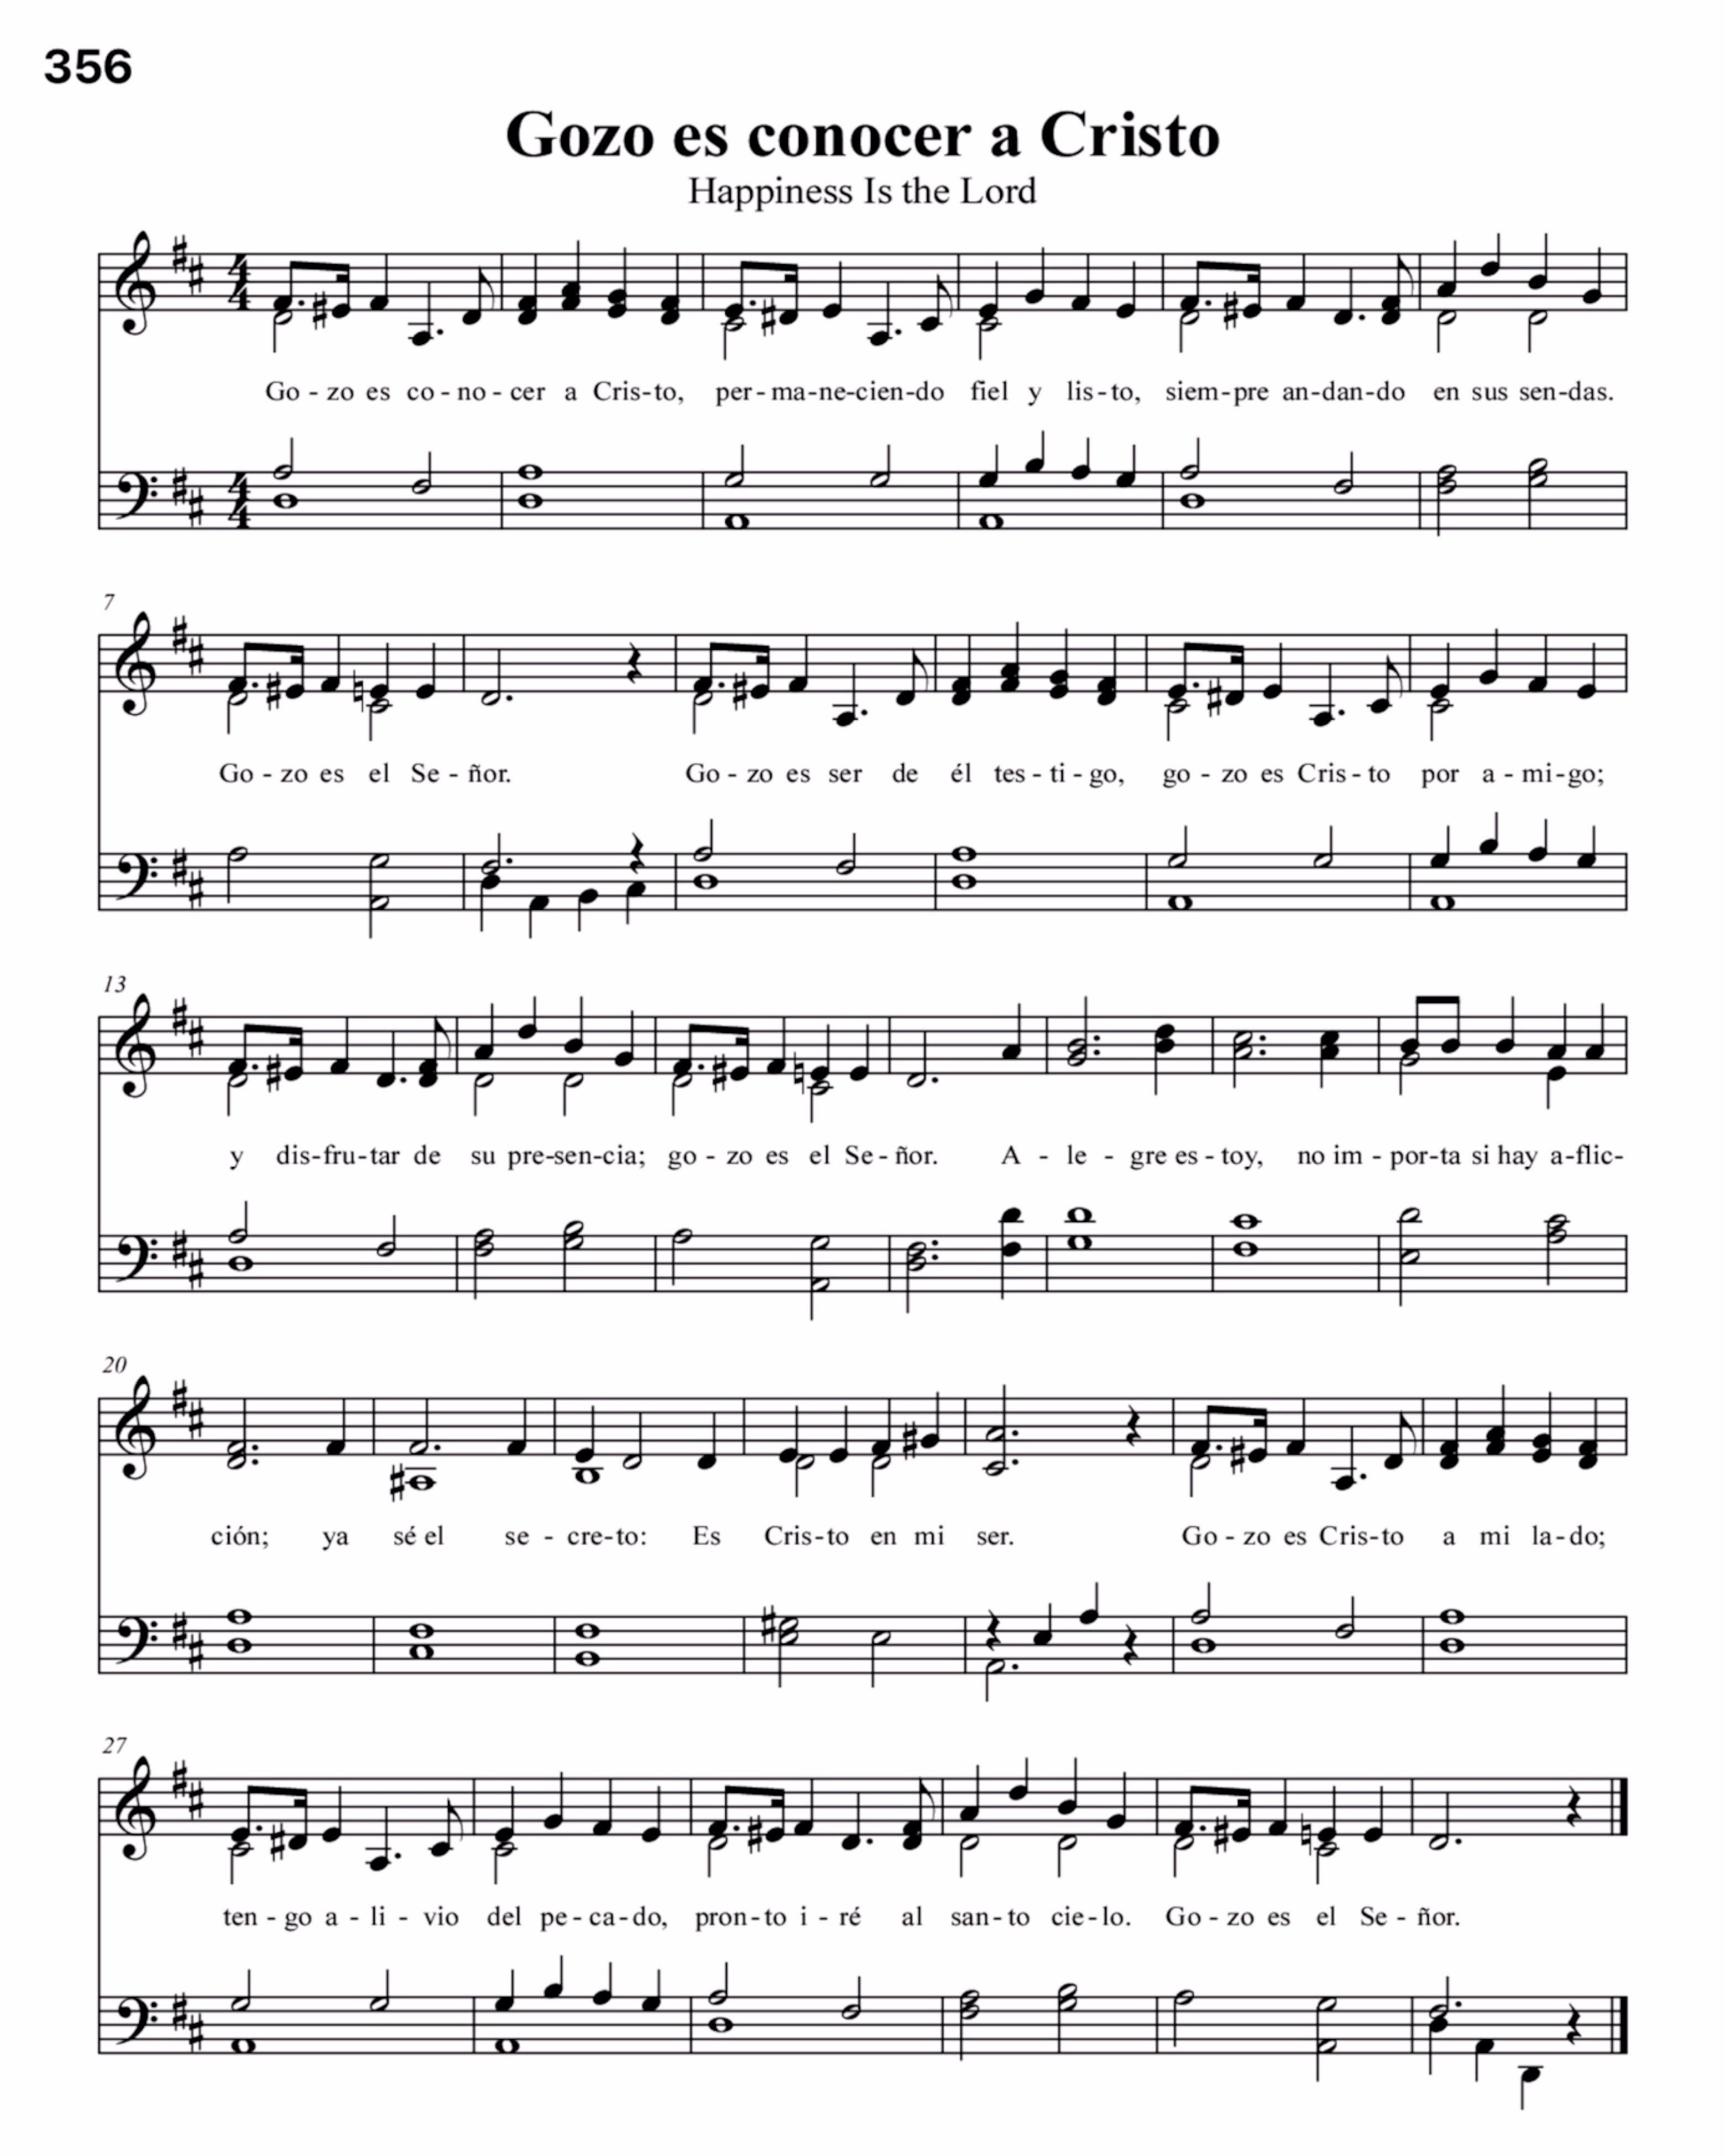 356
Gozo es conocer a Cristo
Happiness Is the Lord
Go - zo es co - no - cer a Cris - to, per - ma - ne - cien - do fiel y lis - to, siem - pre an - dan - do en sus sen - das.
7
Go - zo es el Se - ñor. Go - zo es ser de él tes - ti - go, go - zo es Cris - to por a - mi - go;
13
y dis - fru - tar de su pre - sen - cia; go - zo es el Se - ñor. A - le - gre es - toy, no im - por - ta si hay a - flic -
20
ción; ya sé el se - cre - to: Es Cris - to en mi ser. Go - zo es Cris - to a mi la - do;
27
ten - go a - li - vio del pe - ca - do, pron - to i - ré al san - to cie - lo. Go - zo es el Se - ñor.